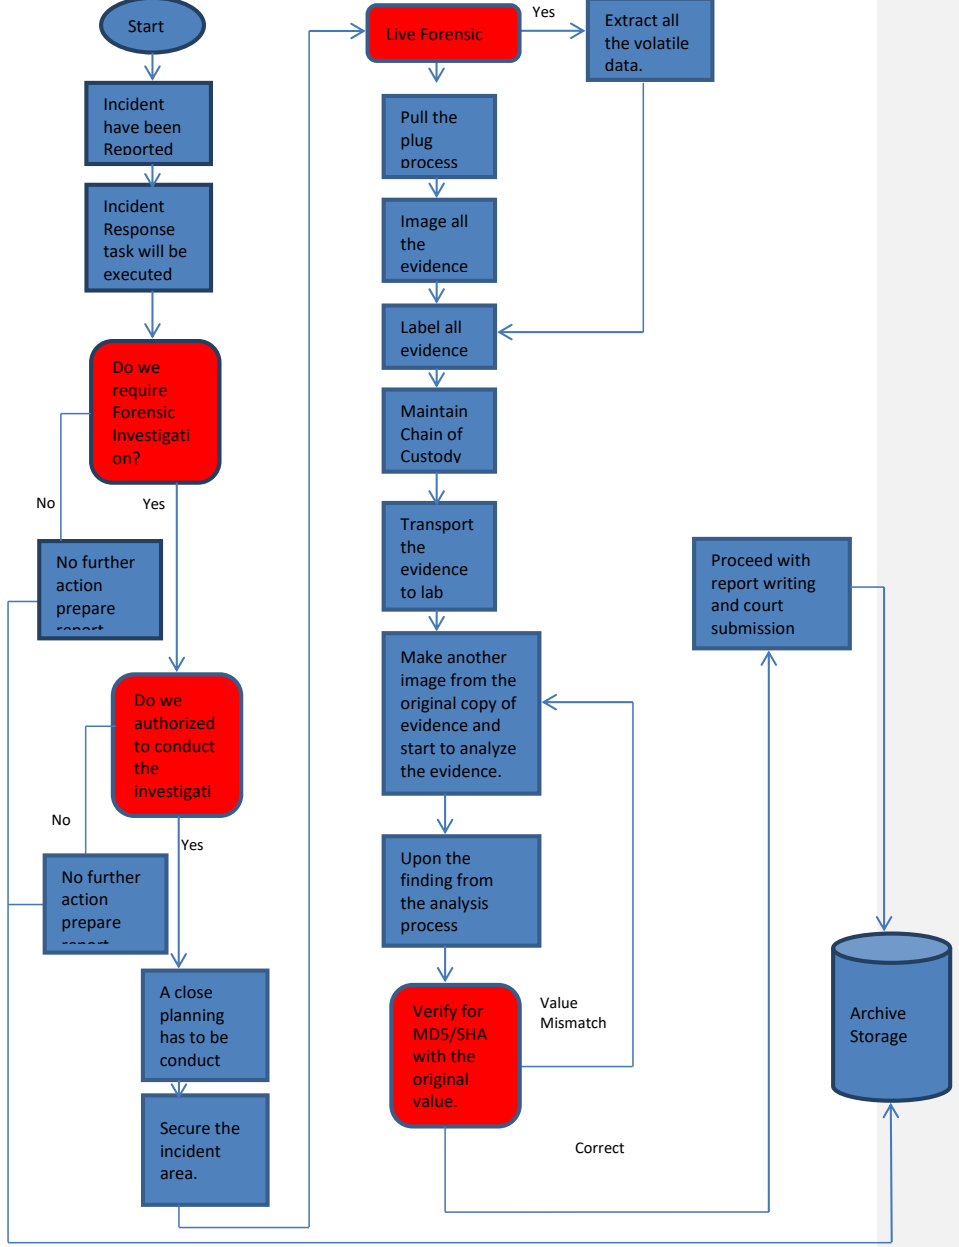 Start
Incident
have been
Reported
Incident
Response
task will be
executed
Do we
require
Forensic
Investigati
on?
No
Yes
No further
action
prepare
report
Do we
authorized
to conduct
the
investigati
No
Yes
No further
action
prepare
report
A close
planning
has to be
conduct
Secure the
incident
area.
Live Forensic
Yes
Extract all
the volatile
data.
Pull the
plug
process
Image all
the
evidence
Label all
evidence
Maintain
Chain of
Custody
Transport
the
evidence
to lab
Make another
image from the
original copy of
evidence and
start to analyze
the evidence.
Upon the
finding from
the analysis
process
Verify for
MD5/SHA
with the
original
value.
Value
Mismatch
Correct
Proceed with
report writing
and court
submission
Archive
Storage